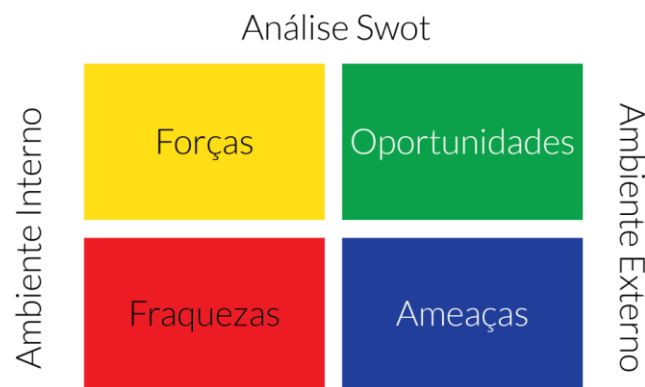 Análise Swot
Ambiente Interno
Forças
Oportunidades
Ambiente Externo
Fraquezas
Ameaças